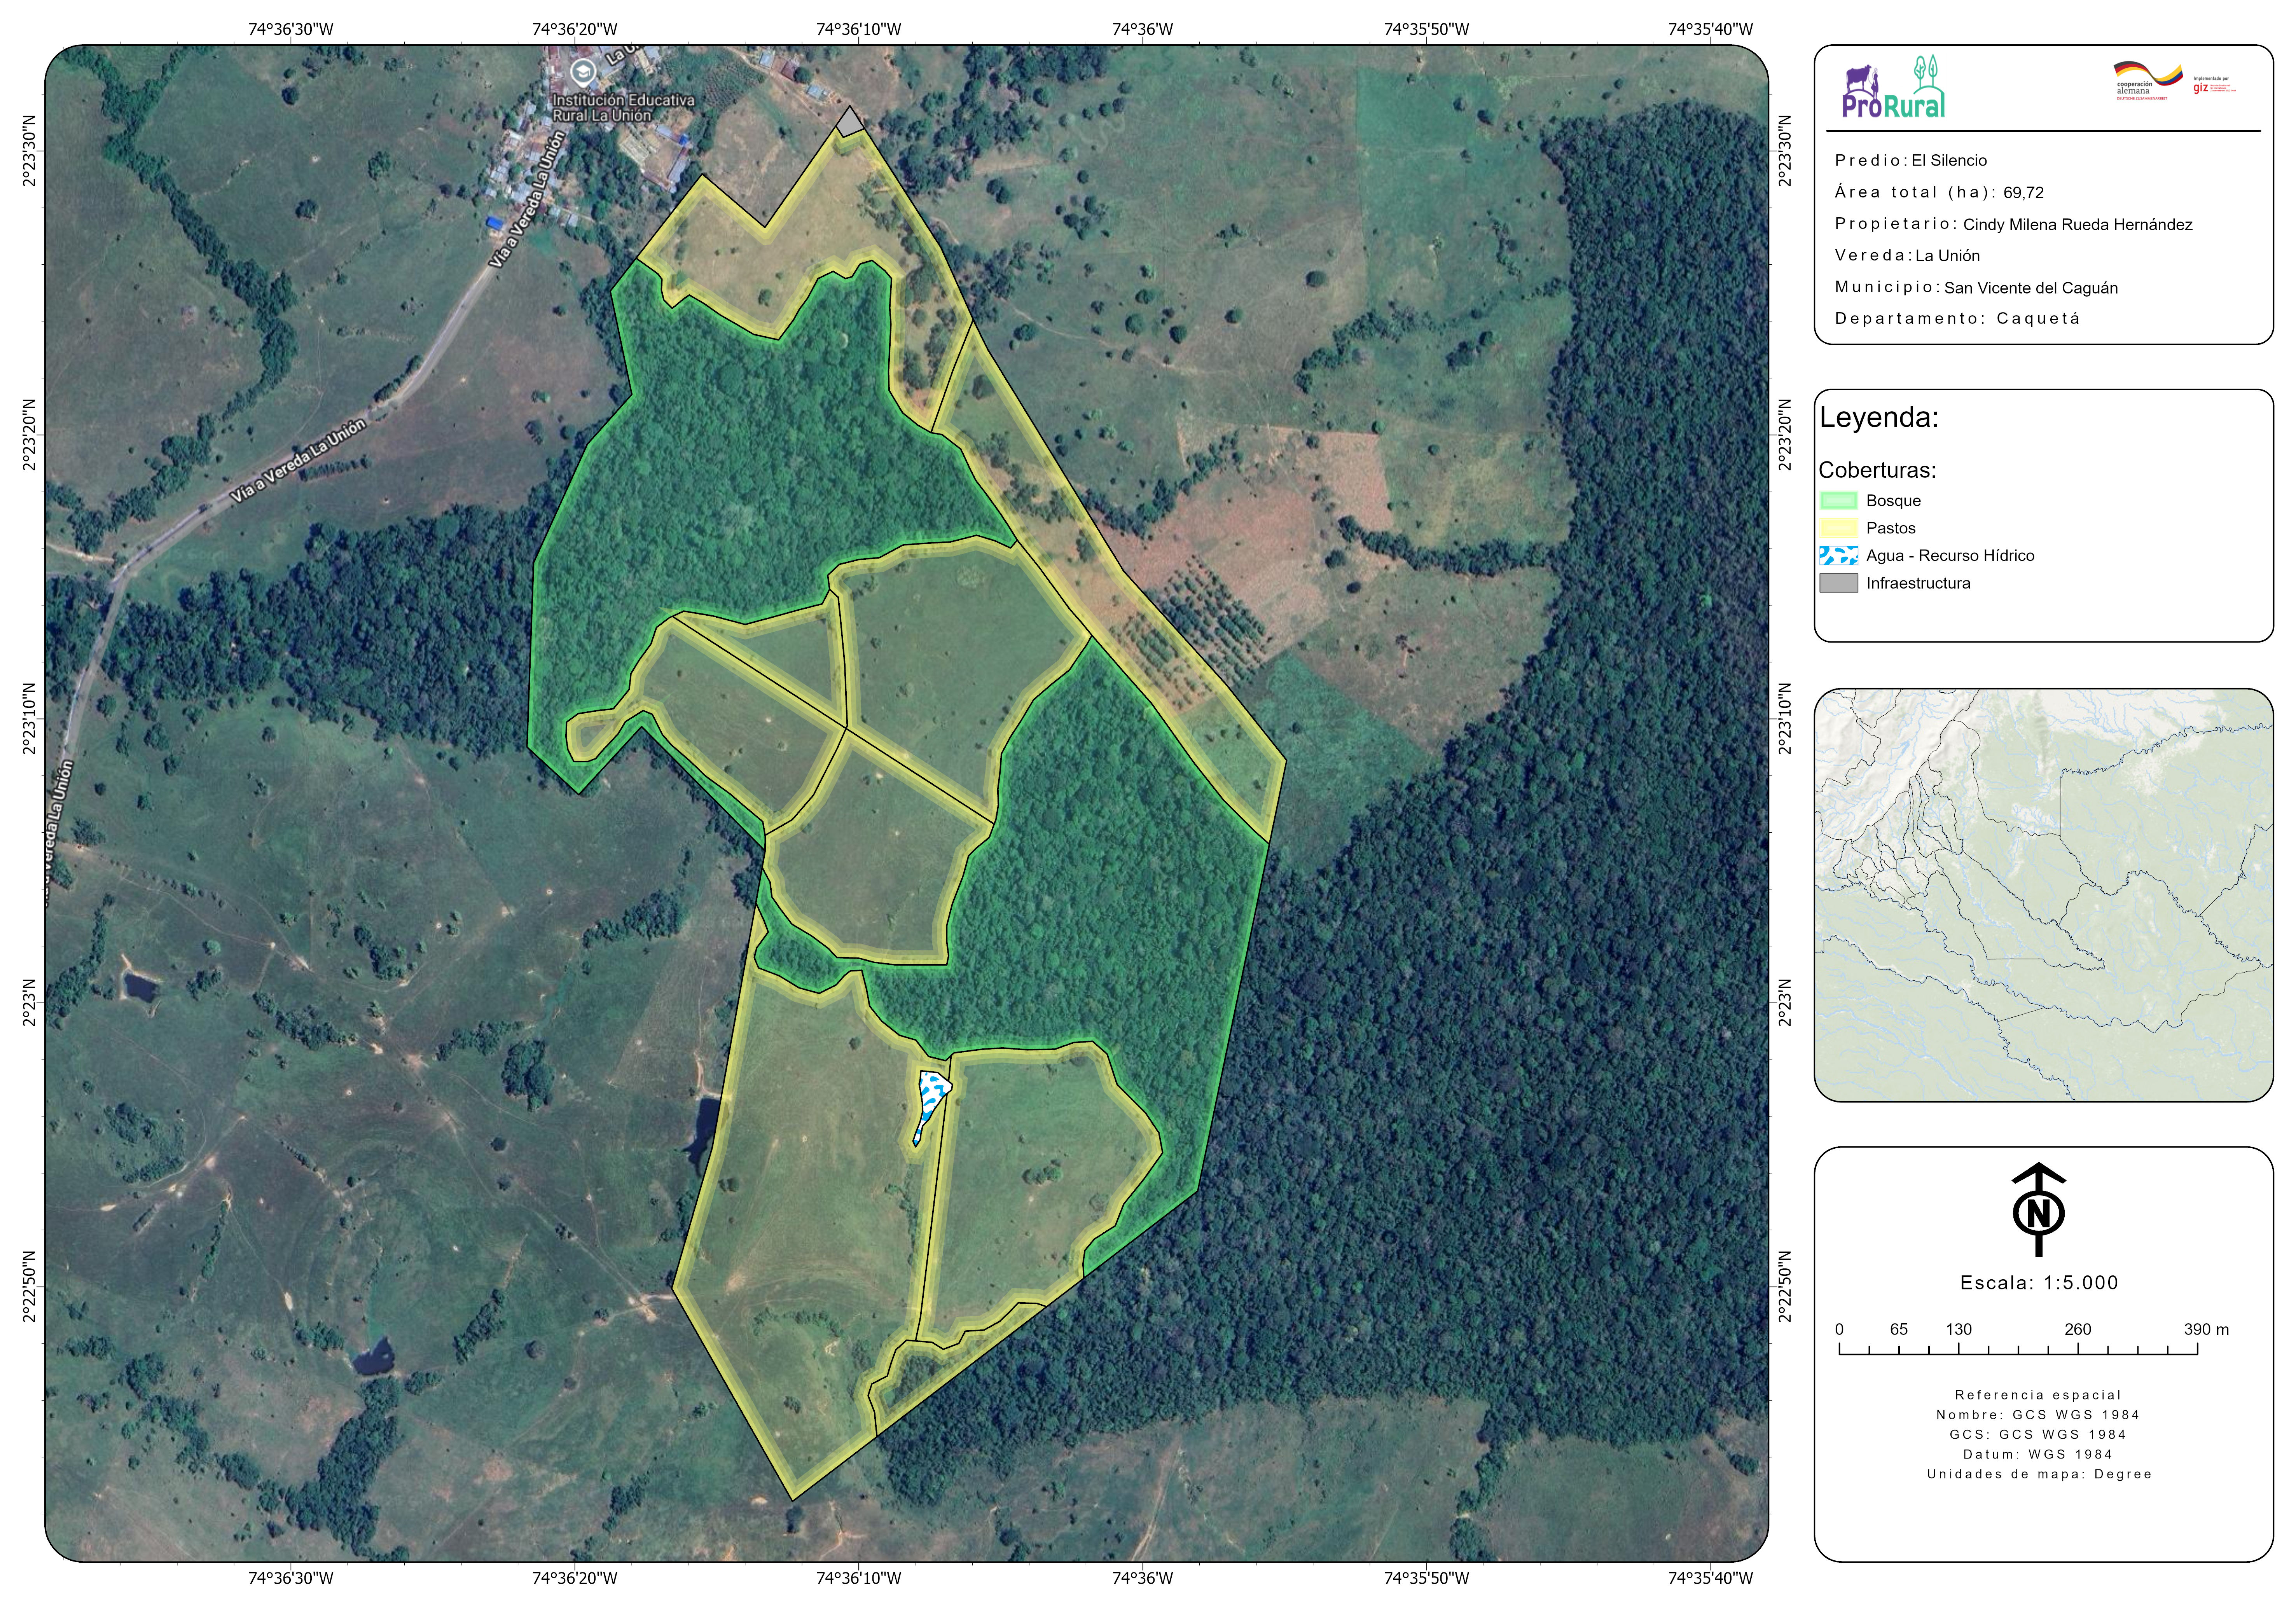 74°36'30"W
74°36'20"W
74°36'10"W
74°36'W
74°35'50"W
74°35'40"W
2°23'30"N
2°23'20"N
2°23'10"N
2°23'N
2°22'50"N
2°23'30"N
2°23'20"N
2°23'10"N
2°23'N
2°22'50"N
La U
Institución Educativa
Rural La Unión
Vía a Vereda La Unión
Vía a Vereda La Unión
Vereda La Unión
74°36'30"W
74°36'20"W
74°36'10"W
74°36'W
74°35'50"W
74°35'40"W
ProRural
cooperación
alemana
DEUTSCHE ZUSAMMENARBEIT
Implementada por
giz
Predio: El Silencio
Área total (ha): 69,72
Propietario: Cindy Milena Rueda Hernández
Vereda: La Unión
Municipio: San Vicente del Caguán
Departamento: Caquetá
Leyenda:
Coberturas:
Bosque
Pastos
Agua - Recurso Hídrico
Infraestructura
N
Escala: 1:5.000
0 65 130 260 390 m
Referencia espacial
Nombre: GCS WGS 1984
GCS: GCS WGS 1984
Datum: WGS 1984
Unidades de mapa: Degree